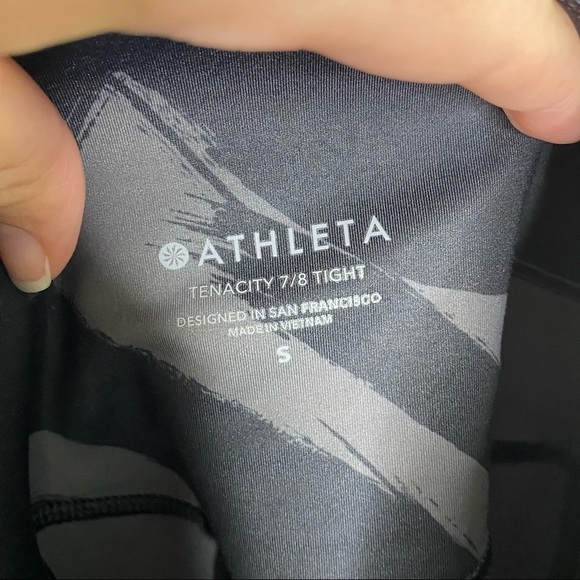 ATHLETA
TENACITY 7/8 TIGHT
DESIGNED IN SAN FRANCISCO
MADE IN VIETNAM
S